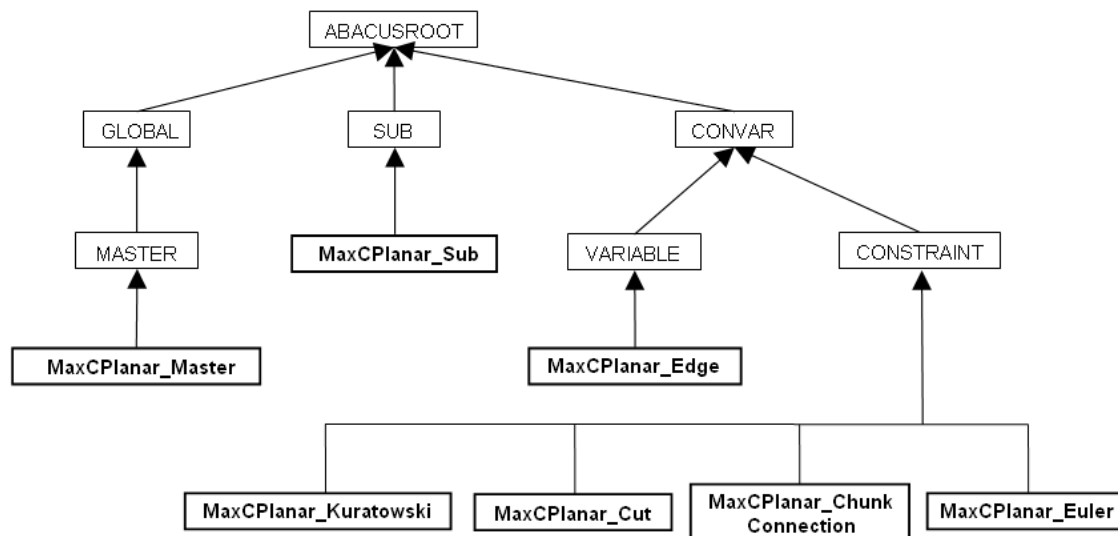 ABACUSROOT
GLOBAL
SUB
CONVAR
MASTER
MaxCPlanar_Sub
VARIABLE
CONSTRAINT
MaxCPlanar_Master
MaxCPlanar_Edge
MaxCPlanar_Kuratowski
MaxCPlanar_Cut
MaxCPlanar_Chunk
Connection
MaxCPlanar_Euler